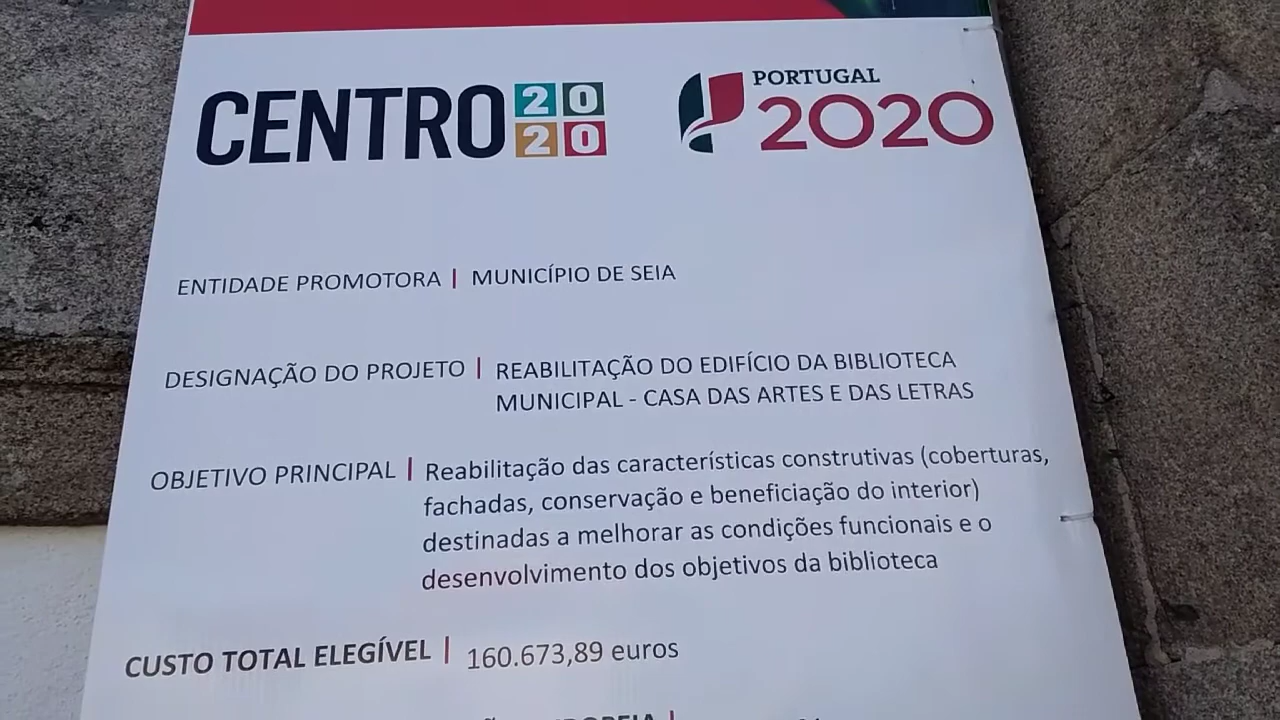 CENTRO 2020
PORTUGAL
2020
ENTIDADE PROMOTORA | MUNICÍPIO DE SEIA
DESIGNAÇÃO DO PROJETO | REABILITAÇÃO DO EDIFÍCIO DA BIBLIOTECA
MUNICIPAL - CASA DAS ARTES E DAS LETRAS
OBJETIVO PRINCIPAL | Reabilitação das características construtivas (coberturas,
fachadas, conservação e beneficiação do interior)
destinadas a melhorar as condições funcionais e o
desenvolvimento dos objetivos da biblioteca
CUSTO TOTAL ELEGÍVEL | 160.673,89 euros